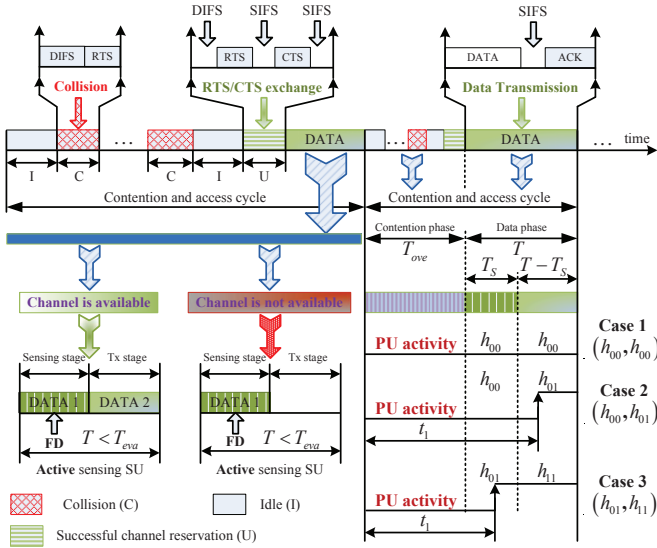 DIFS SIFS SIFS SIFS
DIFS RTS RTS CTS DATA ACK
Collision RTS/CTS exchange Data Transmission
... DATA ... DATA ... time
I C C I U
Contention and access cycle Contention and access cycle
Contention phase Data phase
T_ove T
T_S T − T_S
Channel is available Channel is not available
Case 1
PU activity h_00 h_00 (h_00, h_00)
Sensing stage Tx stage Sensing stage Tx stage
h_00 h_01 Case 2
DATA 1 DATA 2 DATA 1 PU activity (h_00, h_01)
FD T < T_eva FD T < T_eva t_1
Active sensing SU Active sensing SU
h_01 h_11 Case 3
Collision (C) Idle (I) PU activity (h_01, h_11)
t_1
Successful channel reservation (U)